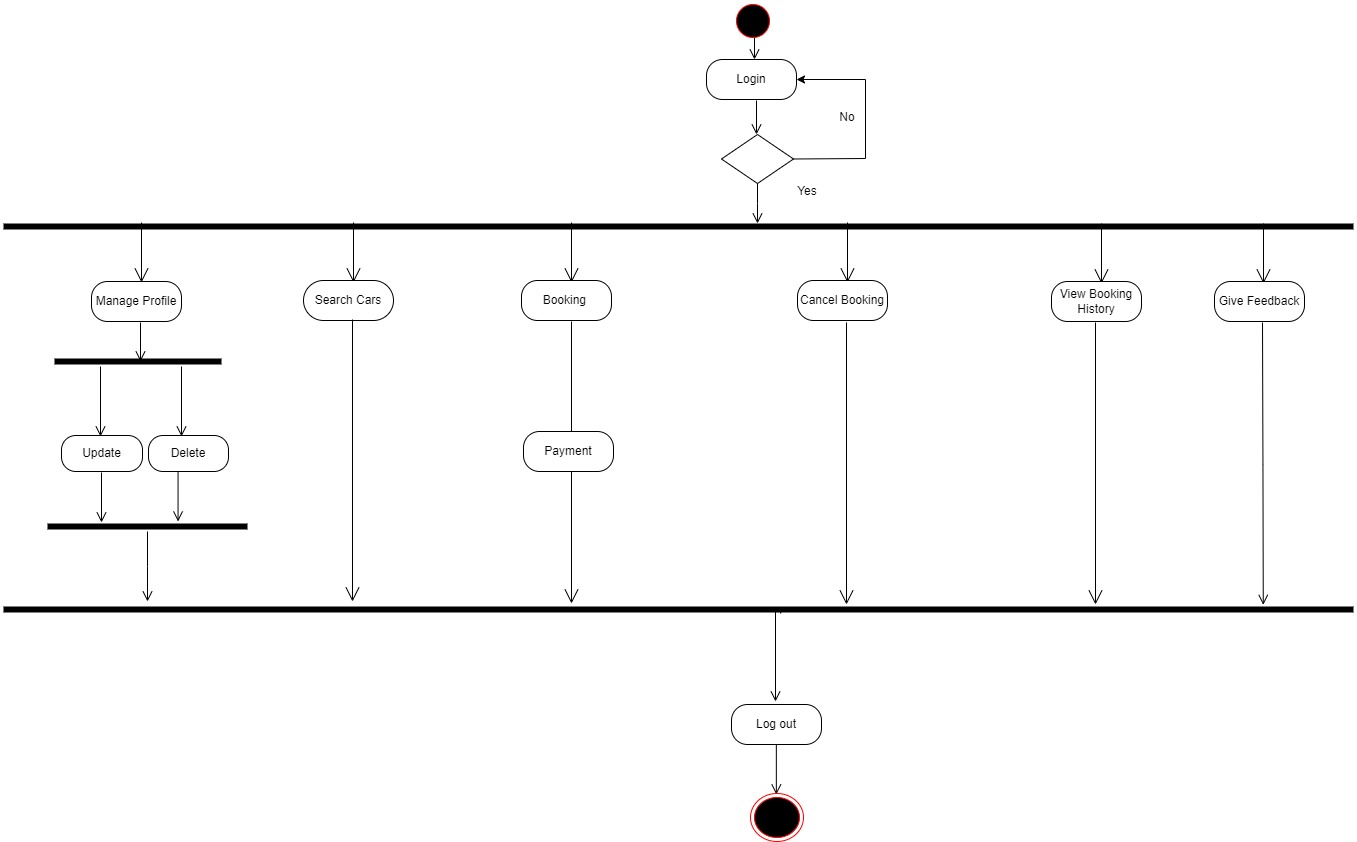 Login
No
Yes
Manage Profile
Search Cars
Booking
Cancel Booking
View Booking
History
Give Feedback
Update
Delete
Payment
Log out